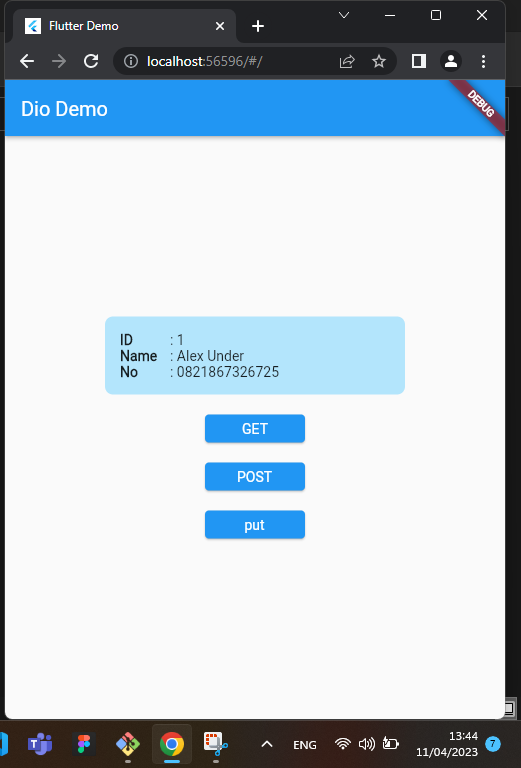 Flutter Demo
localhost:56596/#/
Dio Demo
DEBUG
ID : 1
Name : Alex Under
No : 0821867326725
GET
POST
put
ENG
13:44
11/04/2023
7